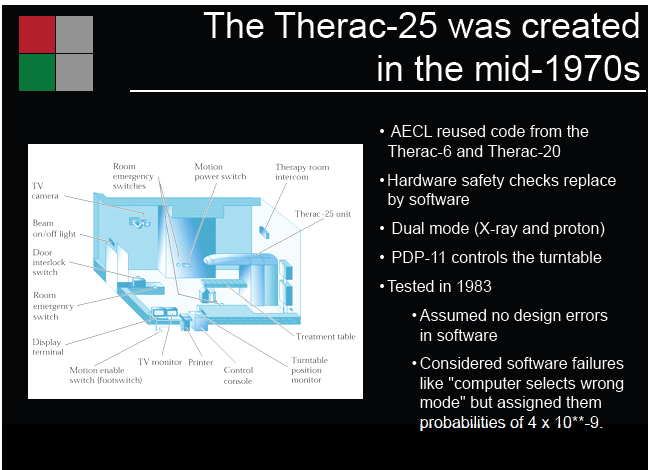 The Therac-25 was created
in the mid-1970s
• AECL reused code from the
Therac-6 and Therac-20
• Hardware safety checks replace
by software
• Dual mode (X-ray and proton)
• PDP-11 controls the turntable
• Tested in 1983
• Assumed no design errors
in software
• Considered software failures
like "computer selects wrong
mode" but assigned them
probabilities of 4 x 10**-9.
Room
emergency
switches
Motion
power switch
Therapy room
intercom
TV
camera
Therac-25 unit
Beam
on/off light
Door
interlock
switch
Room
emergency
switch
Display
terminal
Motion enable
switch (footswitch)
TV monitor
Printer
Control
console
Turntable
position
monitor
Treatment table